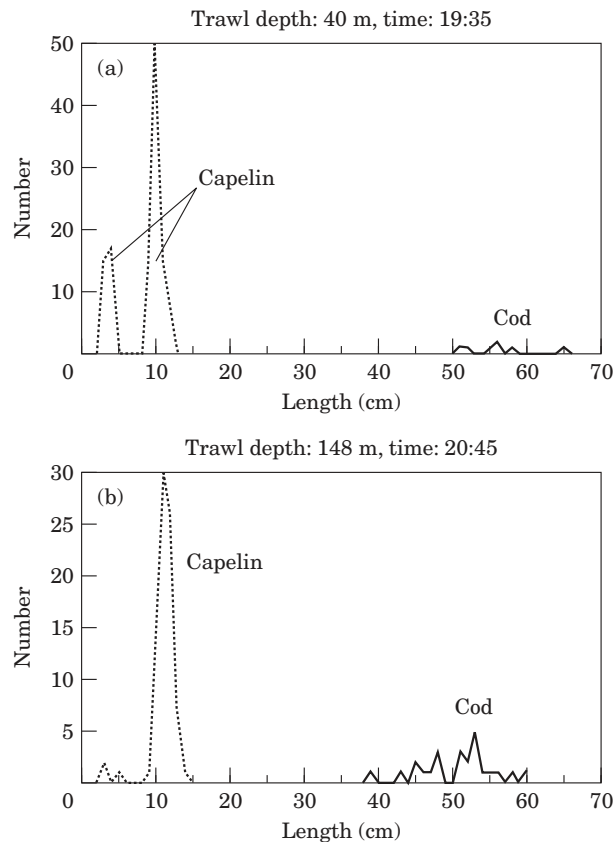 Trawl depth: 40 m, time: 19:35
(a)
50
40
30
20
10
Number
Capelin
Cod
0 10 20 30 40 50 60 70
Length (cm)
Trawl depth: 148 m, time: 20:45
(b)
30
25
20
15
10
5
Number
Capelin
Cod
0 10 20 30 40 50 60 70
Length (cm)